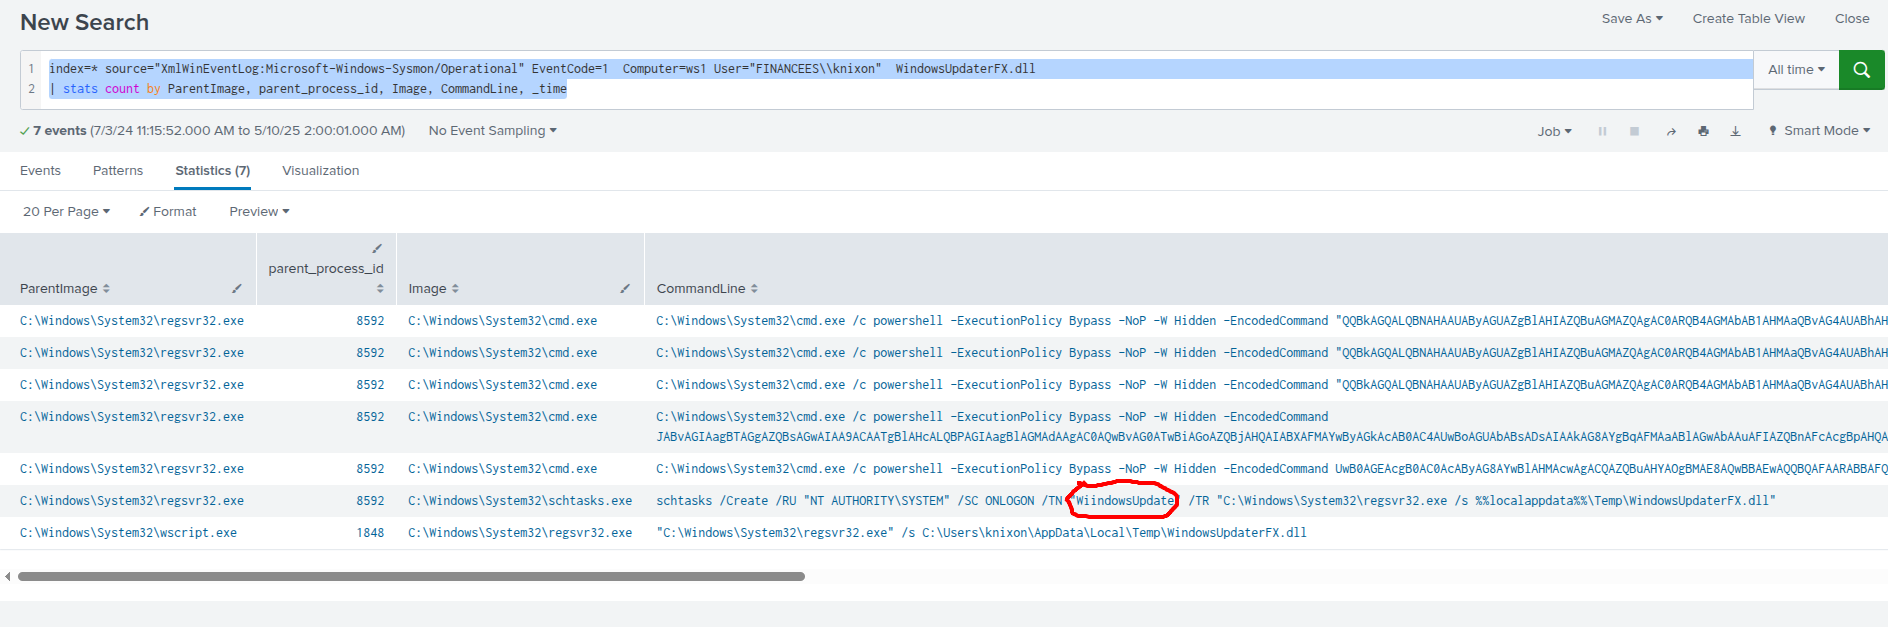 New Search
Save As
Create Table View
Close
1 index=* source="XmlWinEventLog:Microsoft-Windows-Sysmon/Operational" EventCode=1  Computer=ws1 User="FINANCEES\\knixon"  WindowsUpdaterFX.dll
2 | stats count by ParentImage, parent_process_id, Image, CommandLine, _time
All time
7 events (7/3/24 11:15:52.000 AM to 5/10/25 2:00:01.000 AM)
No Event Sampling
Job
Smart Mode
Events
Patterns
Statistics (7)
Visualization
20 Per Page
Format
Preview
ParentImage
parent_process_id
Image
CommandLine
C:\Windows\System32\regsvr32.exe 8592 C:\Windows\System32\cmd.exe C:\Windows\System32\cmd.exe /c powershell -ExecutionPolicy Bypass -NoP -W Hidden -EncodedCommand
C:\Windows\System32\regsvr32.exe 8592 C:\Windows\System32\cmd.exe C:\Windows\System32\cmd.exe /c powershell -ExecutionPolicy Bypass -NoP -W Hidden -EncodedCommand
C:\Windows\System32\regsvr32.exe 8592 C:\Windows\System32\cmd.exe C:\Windows\System32\cmd.exe /c powershell -ExecutionPolicy Bypass -NoP -W Hidden -EncodedCommand
C:\Windows\System32\regsvr32.exe 8592 C:\Windows\System32\cmd.exe C:\Windows\System32\cmd.exe /c powershell -ExecutionPolicy Bypass -NoP -W Hidden -EncodedCommand
C:\Windows\System32\regsvr32.exe 8592 C:\Windows\System32\cmd.exe C:\Windows\System32\cmd.exe /c powershell -ExecutionPolicy Bypass -NoP -W Hidden -EncodedCommand
C:\Windows\System32\regsvr32.exe 8592 C:\Windows\System32\schtasks.exe schtasks /Create /RU "NT AUTHORITY\SYSTEM" /SC ONLOGON /TN "WiindowsUpdate /TR "C:\Windows\System32\regsvr32.exe /s %%localappdata%%\Temp\WindowsUpdaterFX.dll"
C:\Windows\System32\wscript.exe 1848 C:\Windows\System32\regsvr32.exe "C:\Windows\System32\regsvr32.exe" /s C:\Users\knixon\AppData\Local\Temp\WindowsUpdaterFX.dll